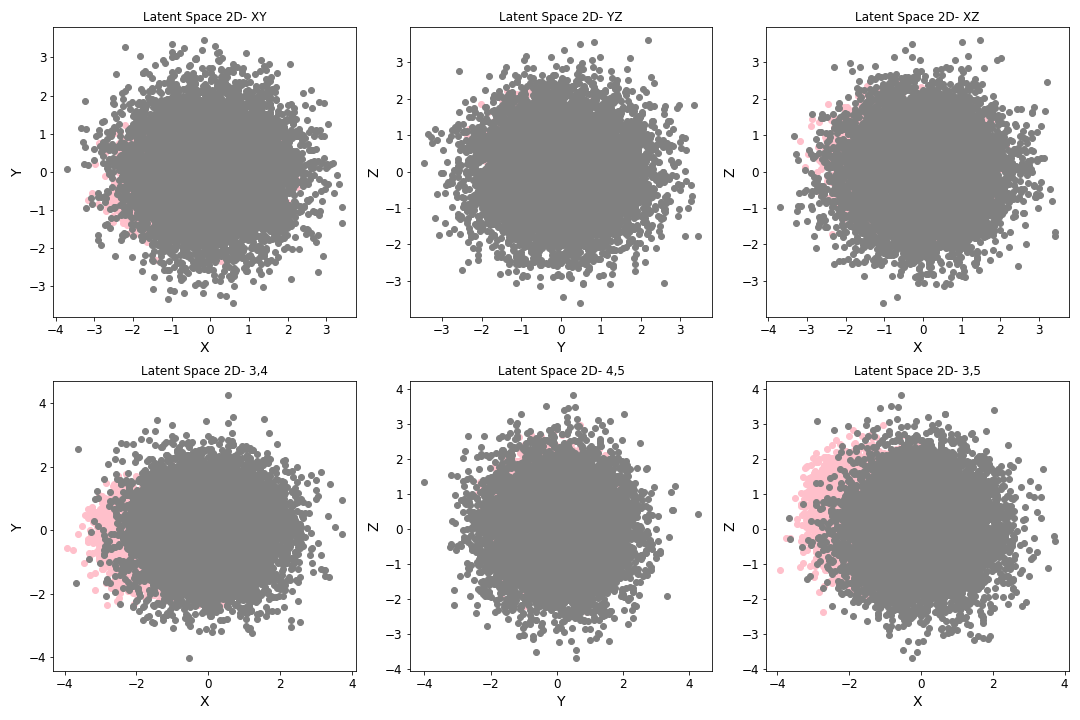 Latent Space 2D- XY
Latent Space 2D- YZ
Latent Space 2D- XZ
3
2
1
0
−1
−2
−3
Y
−4 −3 −2 −1 0 1 2 3
X
3
2
1
0
−1
−2
−3
Z
−3 −2 −1 0 1 2 3
Y
3
2
1
0
−1
−2
−3
Z
−4 −3 −2 −1 0 1 2 3
X
Latent Space 2D- 3,4
Latent Space 2D- 4,5
Latent Space 2D- 3,5
4
2
0
−2
−4
Y
−4 −2 0 2 4
X
4
3
2
1
0
−1
−2
−3
−4
Z
−4 −2 0 2 4
Y
4
3
2
1
0
−1
−2
−3
−4
Z
−4 −2 0 2 4
X